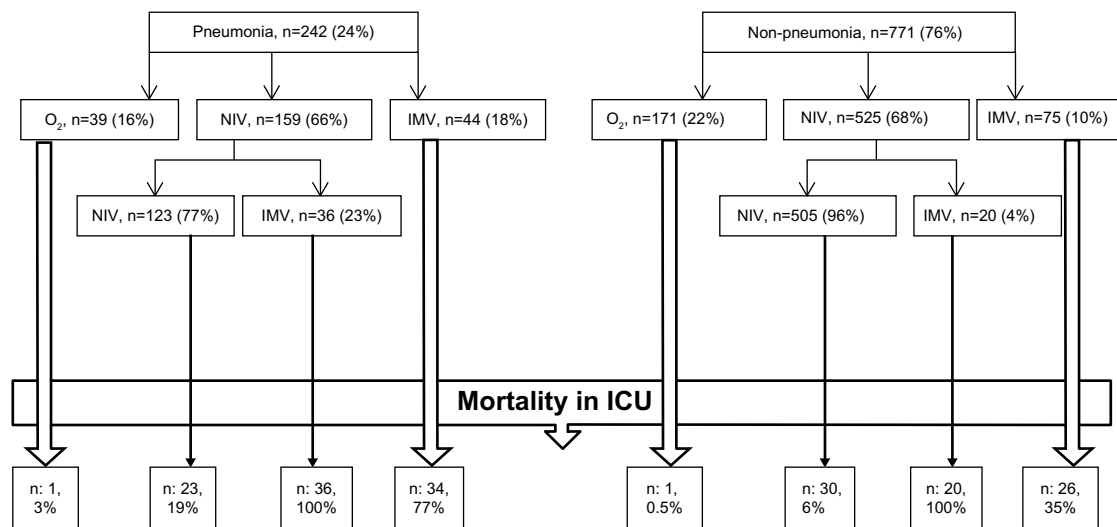 Pneumonia, n=242 (24%)
Non-pneumonia, n=771 (76%)
O₂, n=39 (16%)
NIV, n=159 (66%)
IMV, n=44 (18%)
O₂, n=171 (22%)
NIV, n=525 (68%)
IMV, n=75 (10%)
NIV, n=123 (77%)
IMV, n=36 (23%)
NIV, n=505 (96%)
IMV, n=20 (4%)
Mortality in ICU
n: 1,
3%
n: 23,
19%
n: 36,
100%
n: 34,
77%
n: 1,
0.5%
n: 30,
6%
n: 20,
100%
n: 26,
35%